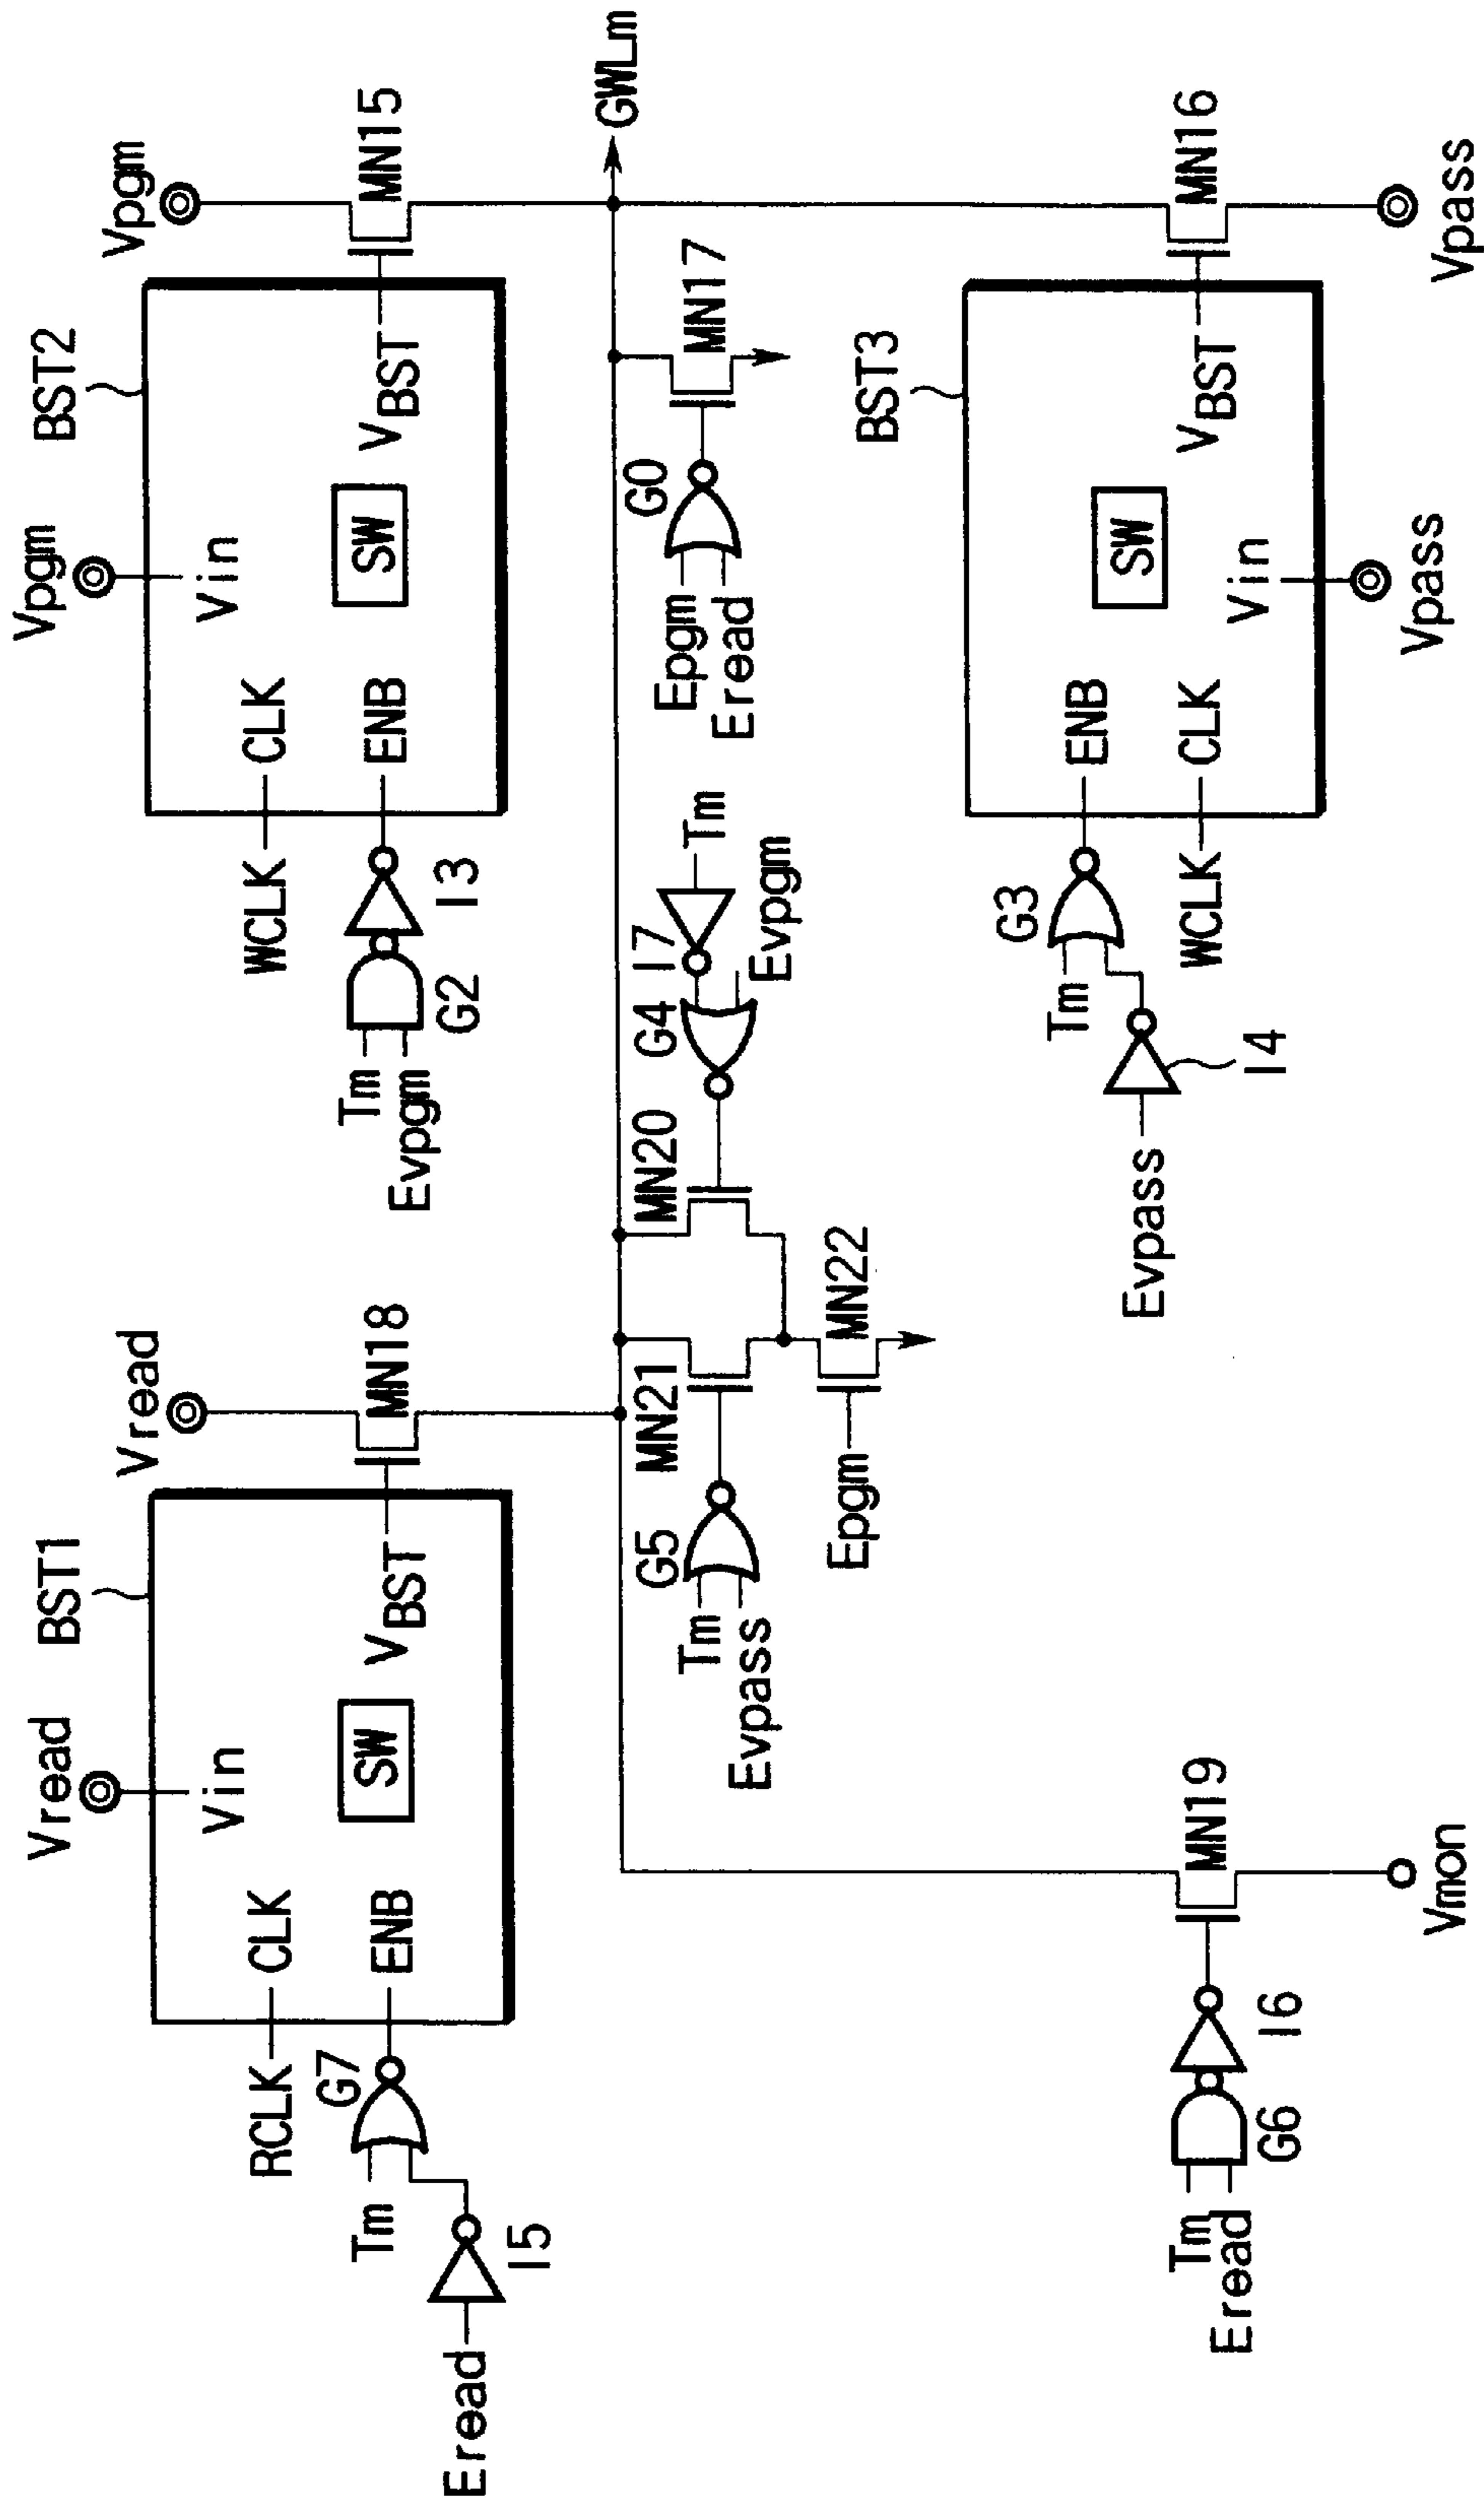 Vread
BST1
Vread
Vin
RCLK
CLK
SW
VBST
MN18
Tm
G7
ENB
Eread
I5
Vpgm
BST2
Vpgm
Vin
WCLK
CLK
SW
VBST
MN15
Tm
Evpgm
G2
I3
ENB
GWLm
Tm
Evpass
G5
MN21
MN20
G4
I7
Tm
Evpgm
Epgm
MN22
Epgm
Eread
G0
MN17
Tm
Eread
G6
I6
MN19
Vmon
BST3
Tm
G3
ENB
SW
Evpass
I4
WCLK
CLK
Vin
VBST
MN16
Vpass
Vpass